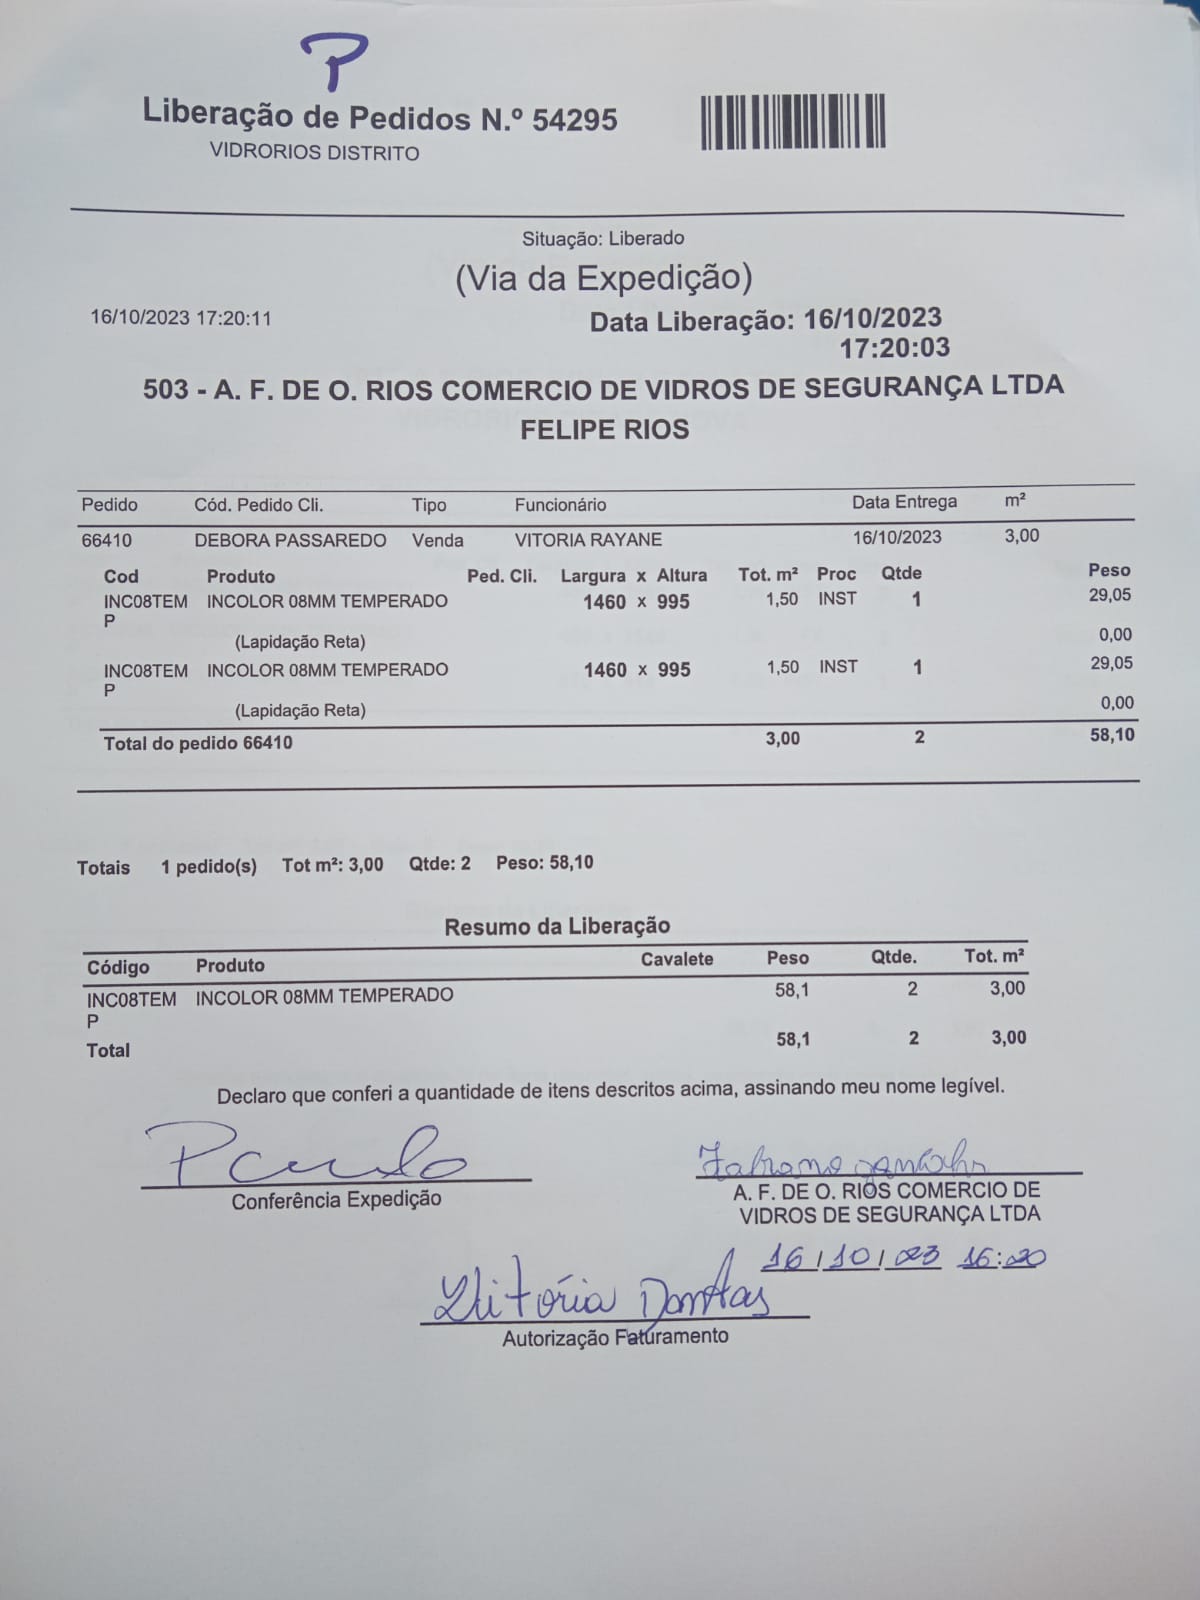 P
Liberação de Pedidos N.º 54295
VIDRORIOS DISTRITO
Situação: Liberado
(Via da Expedição)
16/10/2023 17:20:11
Data Liberação: 16/10/2023
17:20:03
503 - A. F. DE O. RIOS COMERCIO DE VIDROS DE SEGURANÇA LTDA
FELIPE RIOS
Pedido Cód. Pedido Cli. Tipo Funcionário Data Entrega m²
66410 DEBORA PASSAREDO Venda VITORIA RAYANE 16/10/2023 3,00
Cod Produto Ped. Cli. Largura x Altura Tot. m² Proc Qtde Peso
INC08TEM INCOLOR 08MM TEMPERADO 1460 x 995 1,50 INST 1 29,05
P
(Lapidação Reta) 0,00
INC08TEM INCOLOR 08MM TEMPERADO 1460 x 995 1,50 INST 1 29,05
P
(Lapidação Reta) 0,00
Total do pedido 66410 3,00 2 58,10
Totais 1 pedido(s) Tot m²: 3,00 Qtde: 2 Peso: 58,10
Resumo da Liberação
Código Produto Cavalete Peso Qtde. Tot. m²
INC08TEM INCOLOR 08MM TEMPERADO 58,1 2 3,00
P
Total 58,1 2 3,00
Declaro que conferi a quantidade de itens descritos acima, assinando meu nome legível.
Paulo Fabiano
Conferência Expedição
A. F. DE O. RIOS COMERCIO DE
VIDROS DE SEGURANÇA LTDA
16/10/23 16:20
Vitória Dantas
Autorização Faturamento